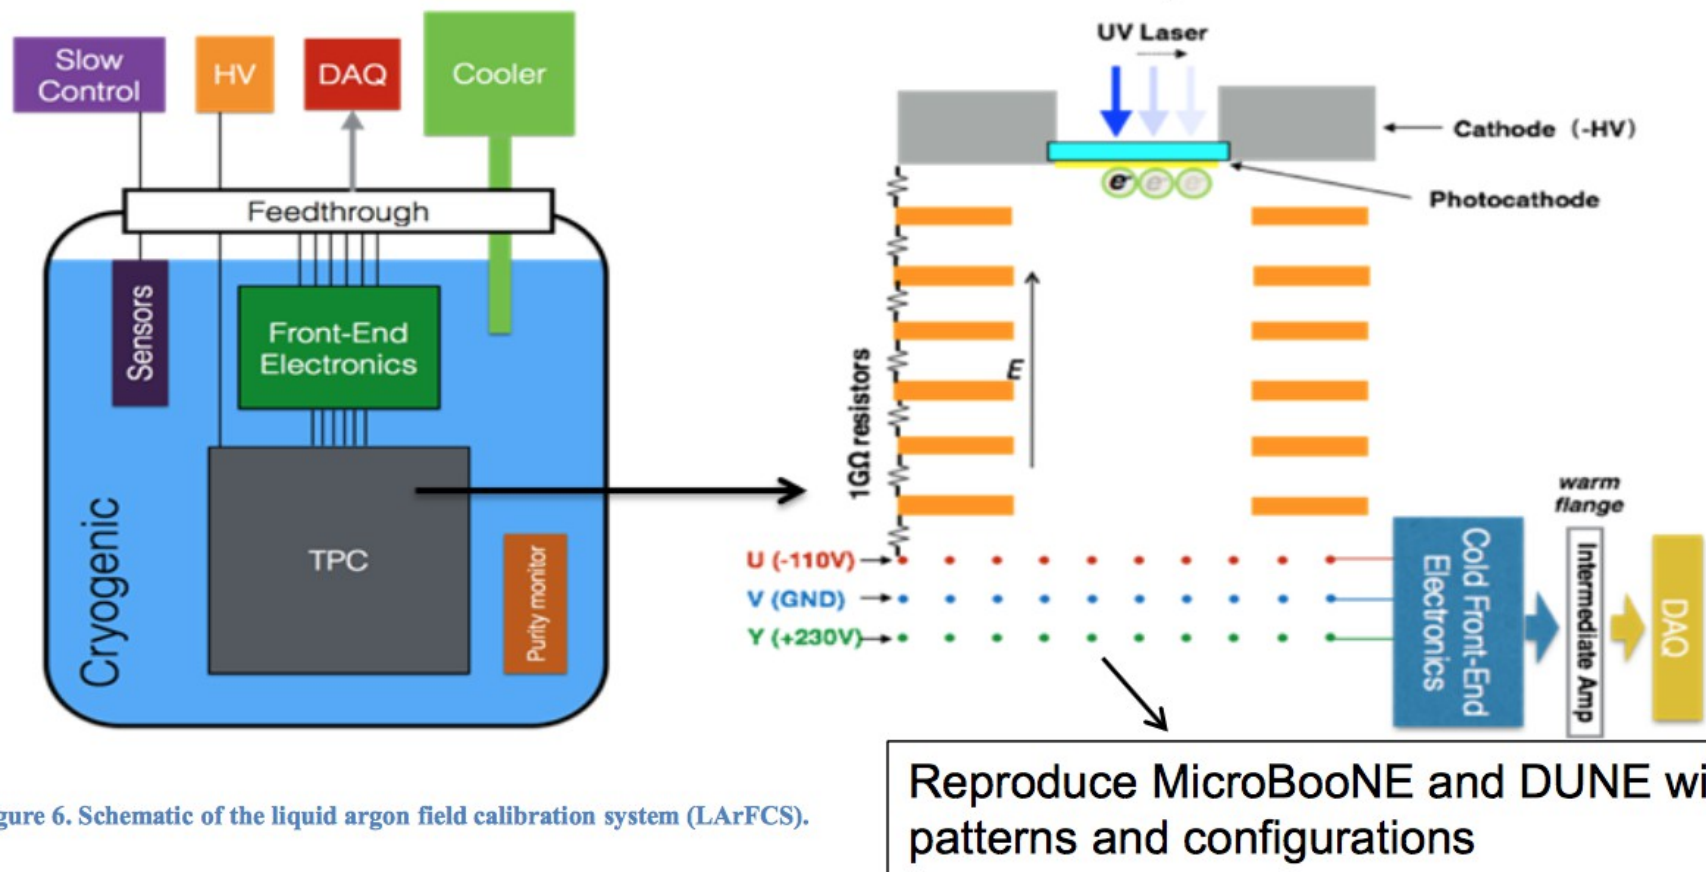 Slow
Control
HV
DAQ
Cooler
Feedthrough
Sensors
Front-End
Electronics
Cryogenic
TPC
Purity monitor
gure 6. Schematic of the liquid argon field calibration system (LArFCS).
UV Laser
Cathode (-HV)
Photocathode
e⁻
e⁻
e⁻
1GΩ resistors
E
U (-110V)
V (GND)
Y (+230V)
Cold Front-End
Electronics
warm
flange
Intermediate Amp
DAQ
Reproduce MicroBooNE and DUNE wi
patterns and configurations